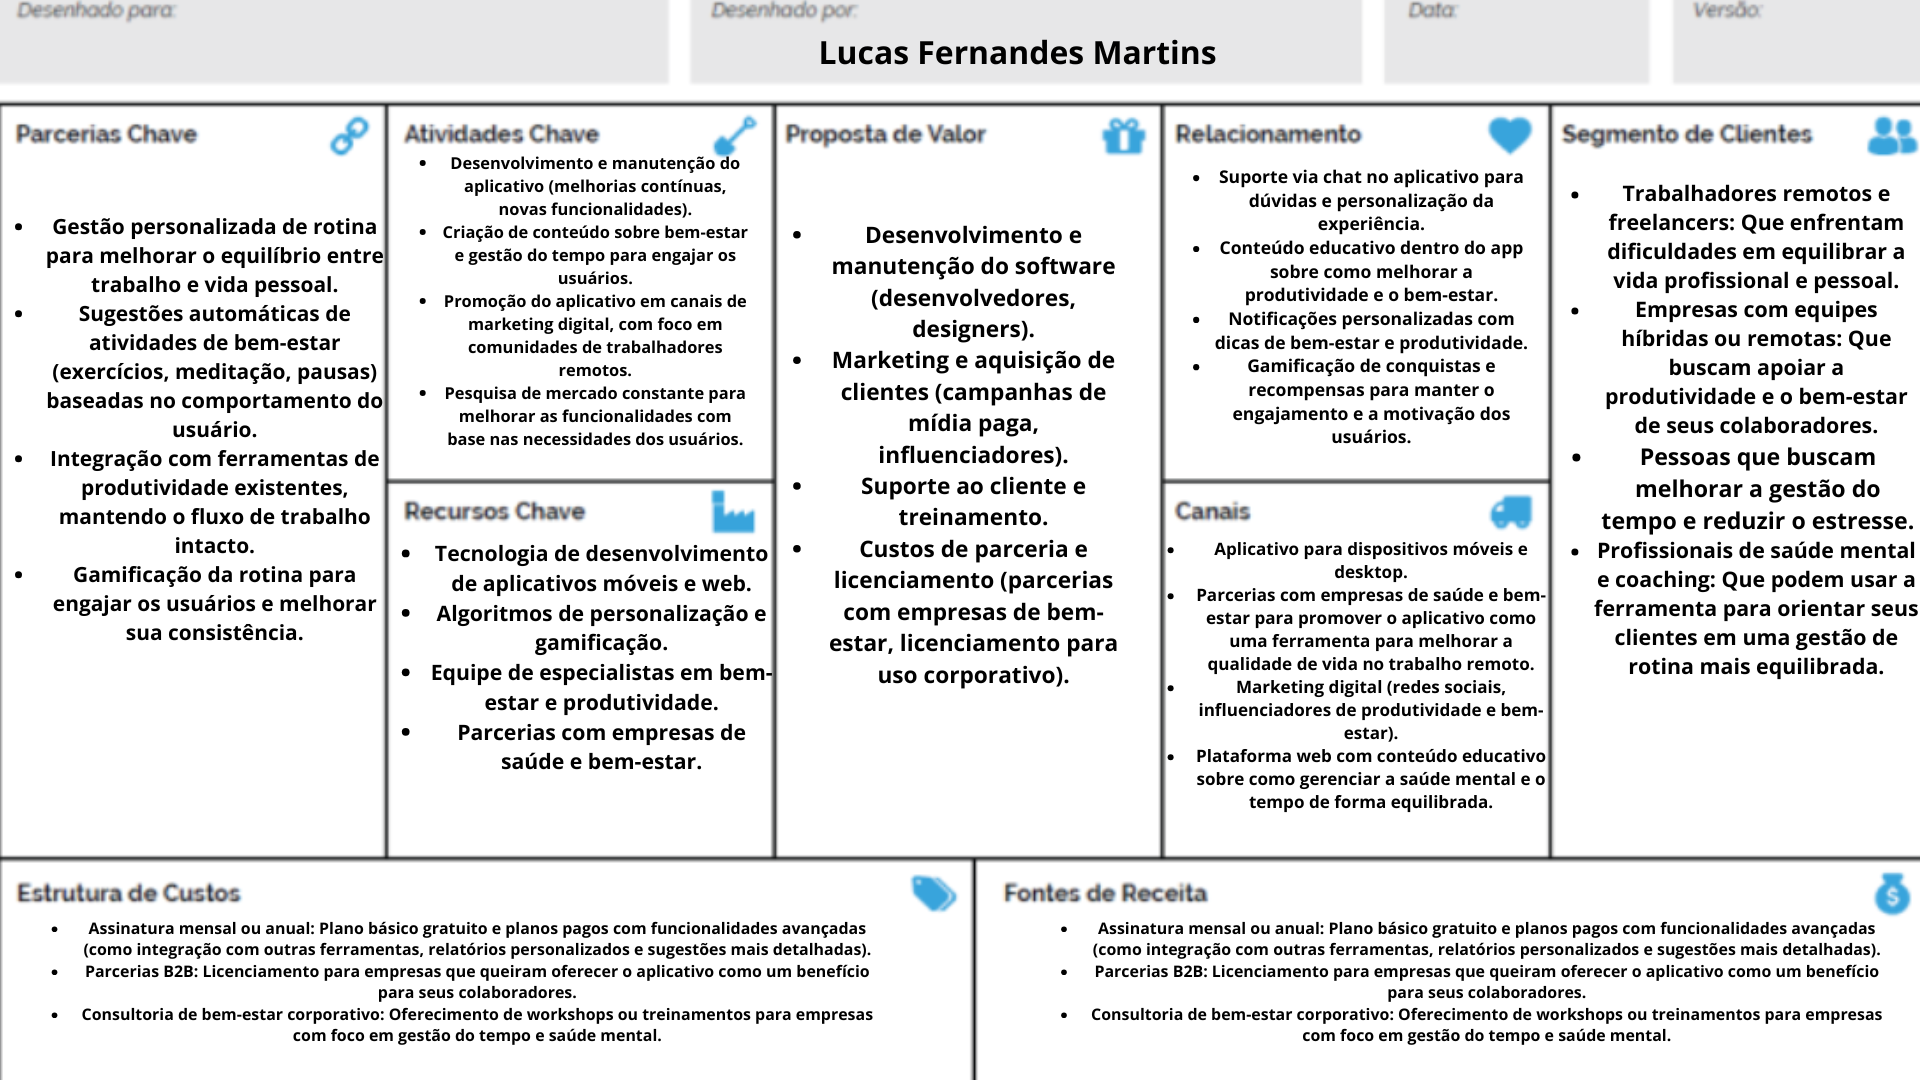 Desenhado para:
Desenhado por:
Lucas Fernandes Martins
Data:
Versão:
Parcerias Chave
• Gestão personalizada de rotina
para melhorar o equilíbrio entre
trabalho e vida pessoal.
• Sugestões automáticas de
atividades de bem-estar
(exercícios, meditação, pausas)
baseadas no comportamento do
usuário.
• Integração com ferramentas de
produtividade existentes,
mantendo o fluxo de trabalho
intacto.
• Gamificação da rotina para
engajar os usuários e melhorar
sua consistência.
Atividades Chave
• Desenvolvimento e manutenção do
aplicativo (melhorias contínuas,
novas funcionalidades).
• Criação de conteúdo sobre bem-estar
e gestão do tempo para engajar os
usuários.
• Promoção do aplicativo em canais de
marketing digital, com foco em
comunidades de trabalhadores
remotos.
• Pesquisa de mercado constante para
melhorar as funcionalidades com
base nas necessidades dos usuários.
Recursos Chave
• Tecnologia de desenvolvimento
de aplicativos móveis e web.
• Algoritmos de personalização e
gamificação.
• Equipe de especialistas em bem-
estar e produtividade.
• Parcerias com empresas de
saúde e bem-estar.
Proposta de Valor
• Desenvolvimento e
manutenção do software
(desenvolvedores,
designers).
• Marketing e aquisição de
clientes (campanhas de
mídia paga,
influenciadores).
• Suporte ao cliente e
treinamento.
• Custos de parceria e
licenciamento (parcerias
com empresas de bem-
estar, licenciamento para
uso corporativo).
Relacionamento
• Suporte via chat no aplicativo para
dúvidas e personalização da
experiência.
• Conteúdo educativo dentro do app
sobre como melhorar a
produtividade e o bem-estar.
• Notificações personalizadas com
dicas de bem-estar e produtividade.
• Gamificação de conquistas e
recompensas para manter o
engajamento e a motivação dos
usuários.
Canais
• Aplicativo para dispositivos móveis e
desktop.
• Parcerias com empresas de saúde e bem-
estar para promover o aplicativo como
uma ferramenta para melhorar a
qualidade de vida no trabalho remoto.
• Marketing digital (redes sociais,
influenciadores de produtividade e bem-
estar).
• Plataforma web com conteúdo educativo
sobre como gerenciar a saúde mental e o
tempo de forma equilibrada.
Segmento de Clientes
• Trabalhadores remotos e
freelancers: Que enfrentam
dificuldades em equilibrar a
vida profissional e pessoal.
• Empresas com equipes
híbridas ou remotas: Que
buscam apoiar a
produtividade e o bem-estar
de seus colaboradores.
• Pessoas que buscam
melhorar a gestão do
tempo e reduzir o estresse.
• Profissionais de saúde mental
e coaching: Que podem usar a
ferramenta para orientar seus
clientes em uma gestão de
rotina mais equilibrada.
Estrutura de Custos
• Assinatura mensal ou anual: Plano básico gratuito e planos pagos com funcionalidades avançadas
(como integração com outras ferramentas, relatórios personalizados e sugestões mais detalhadas).
• Parcerias B2B: Licenciamento para empresas que queiram oferecer o aplicativo como um benefício
para seus colaboradores.
• Consultoria de bem-estar corporativo: Oferecimento de workshops ou treinamentos para empresas
com foco em gestão do tempo e saúde mental.
Fontes de Receita
• Assinatura mensal ou anual: Plano básico gratuito e planos pagos com funcionalidades avançadas
(como integração com outras ferramentas, relatórios personalizados e sugestões mais detalhadas).
• Parcerias B2B: Licenciamento para empresas que queiram oferecer o aplicativo como um benefício
para seus colaboradores.
• Consultoria de bem-estar corporativo: Oferecimento de workshops ou treinamentos para empresas
com foco em gestão do tempo e saúde mental.